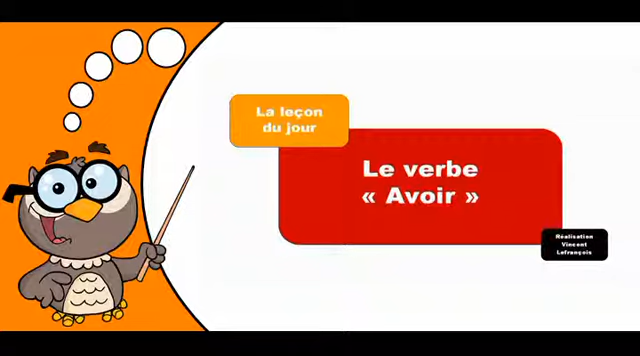 La leçon
du jour
Le verbe
« Avoir »
Réalisation
Vincent
Lefrançois